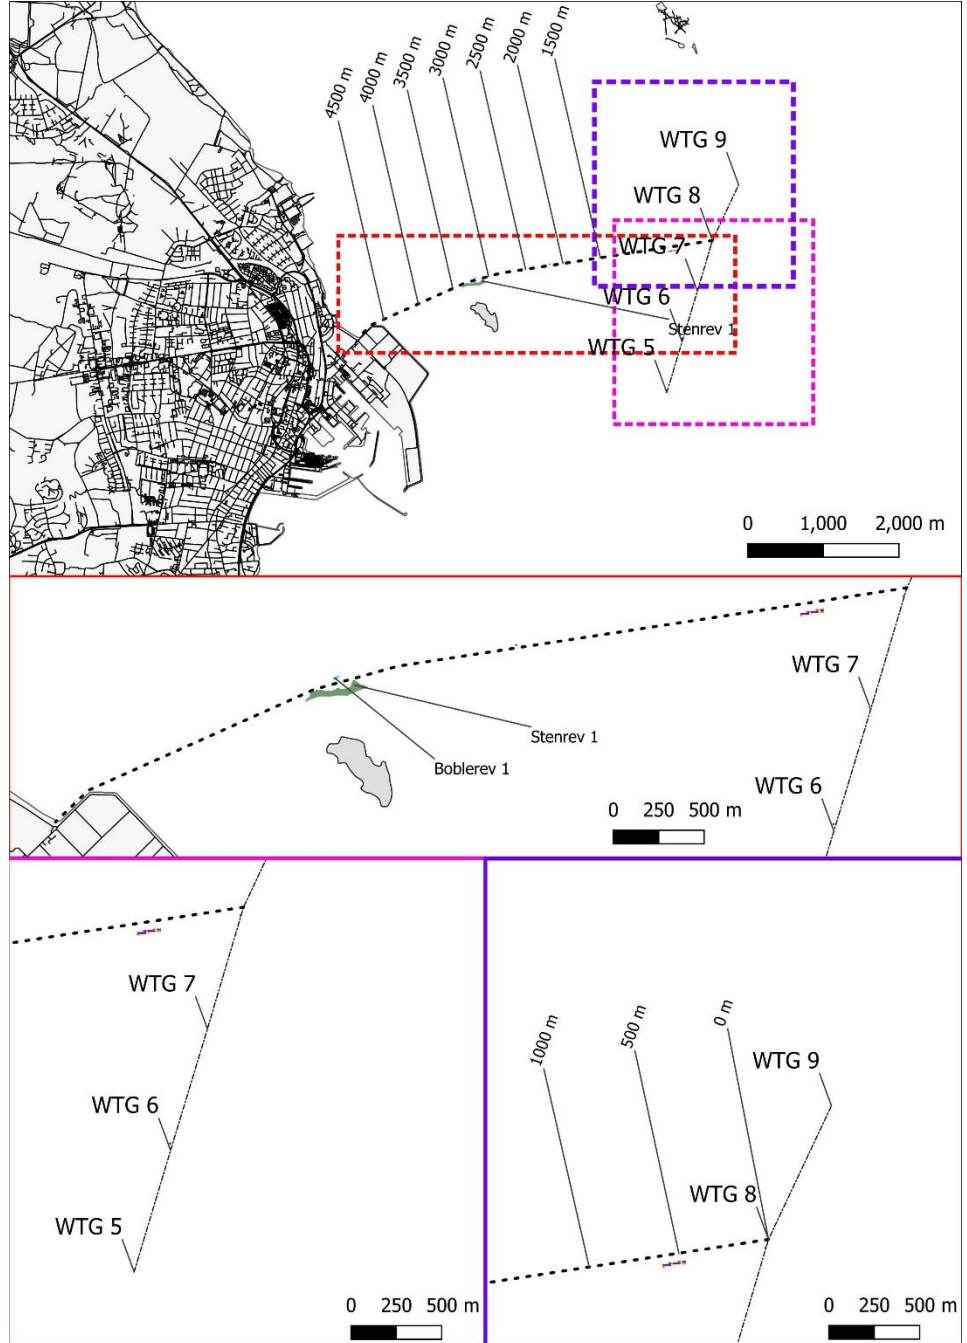 4500 m
4000 m
3500 m
3000 m
2500 m
2000 m
1500 m
WTG 9
WTG 8
WTG 7
WTG 6
Stenrev 1
WTG 5
0 1,000 2,000 m
WTG 7
Stenrev 1
Boblerev 1
WTG 6
0 250 500 m
WTG 7
WTG 6
WTG 5
0 250 500 m
1000 m
500 m
0 m
WTG 9
WTG 8
0 250 500 m